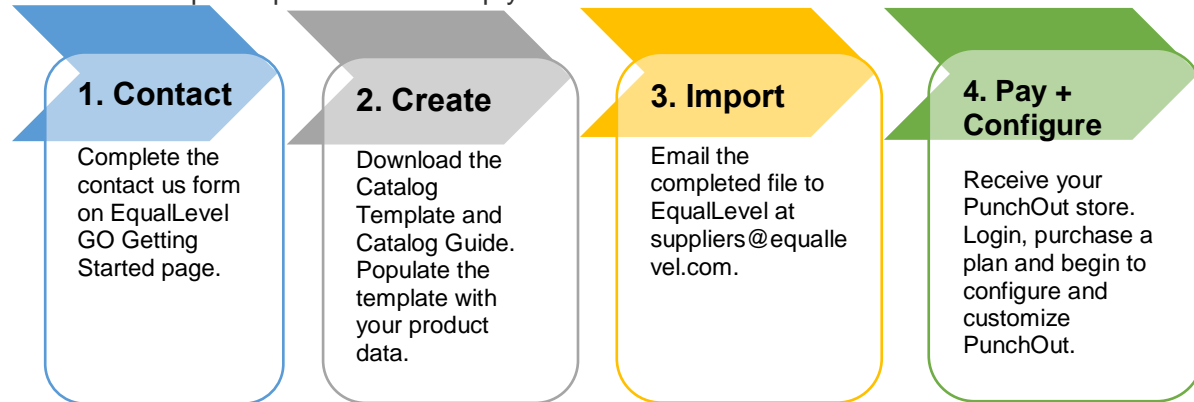 1. Contact
Complete the
contact us form
on EqualLevel
GO Getting
Started page.
2. Create
Download the
Catalog
Template and
Catalog Guide.
Populate the
template with
your product
data.
3. Import
Email the
completed file to
EqualLevel at
suppliers@equalle
vel.com.
4. Pay +
Configure
Receive your
PunchOut store.
Login, purchase a
plan and begin to
configure and
customize
PunchOut.